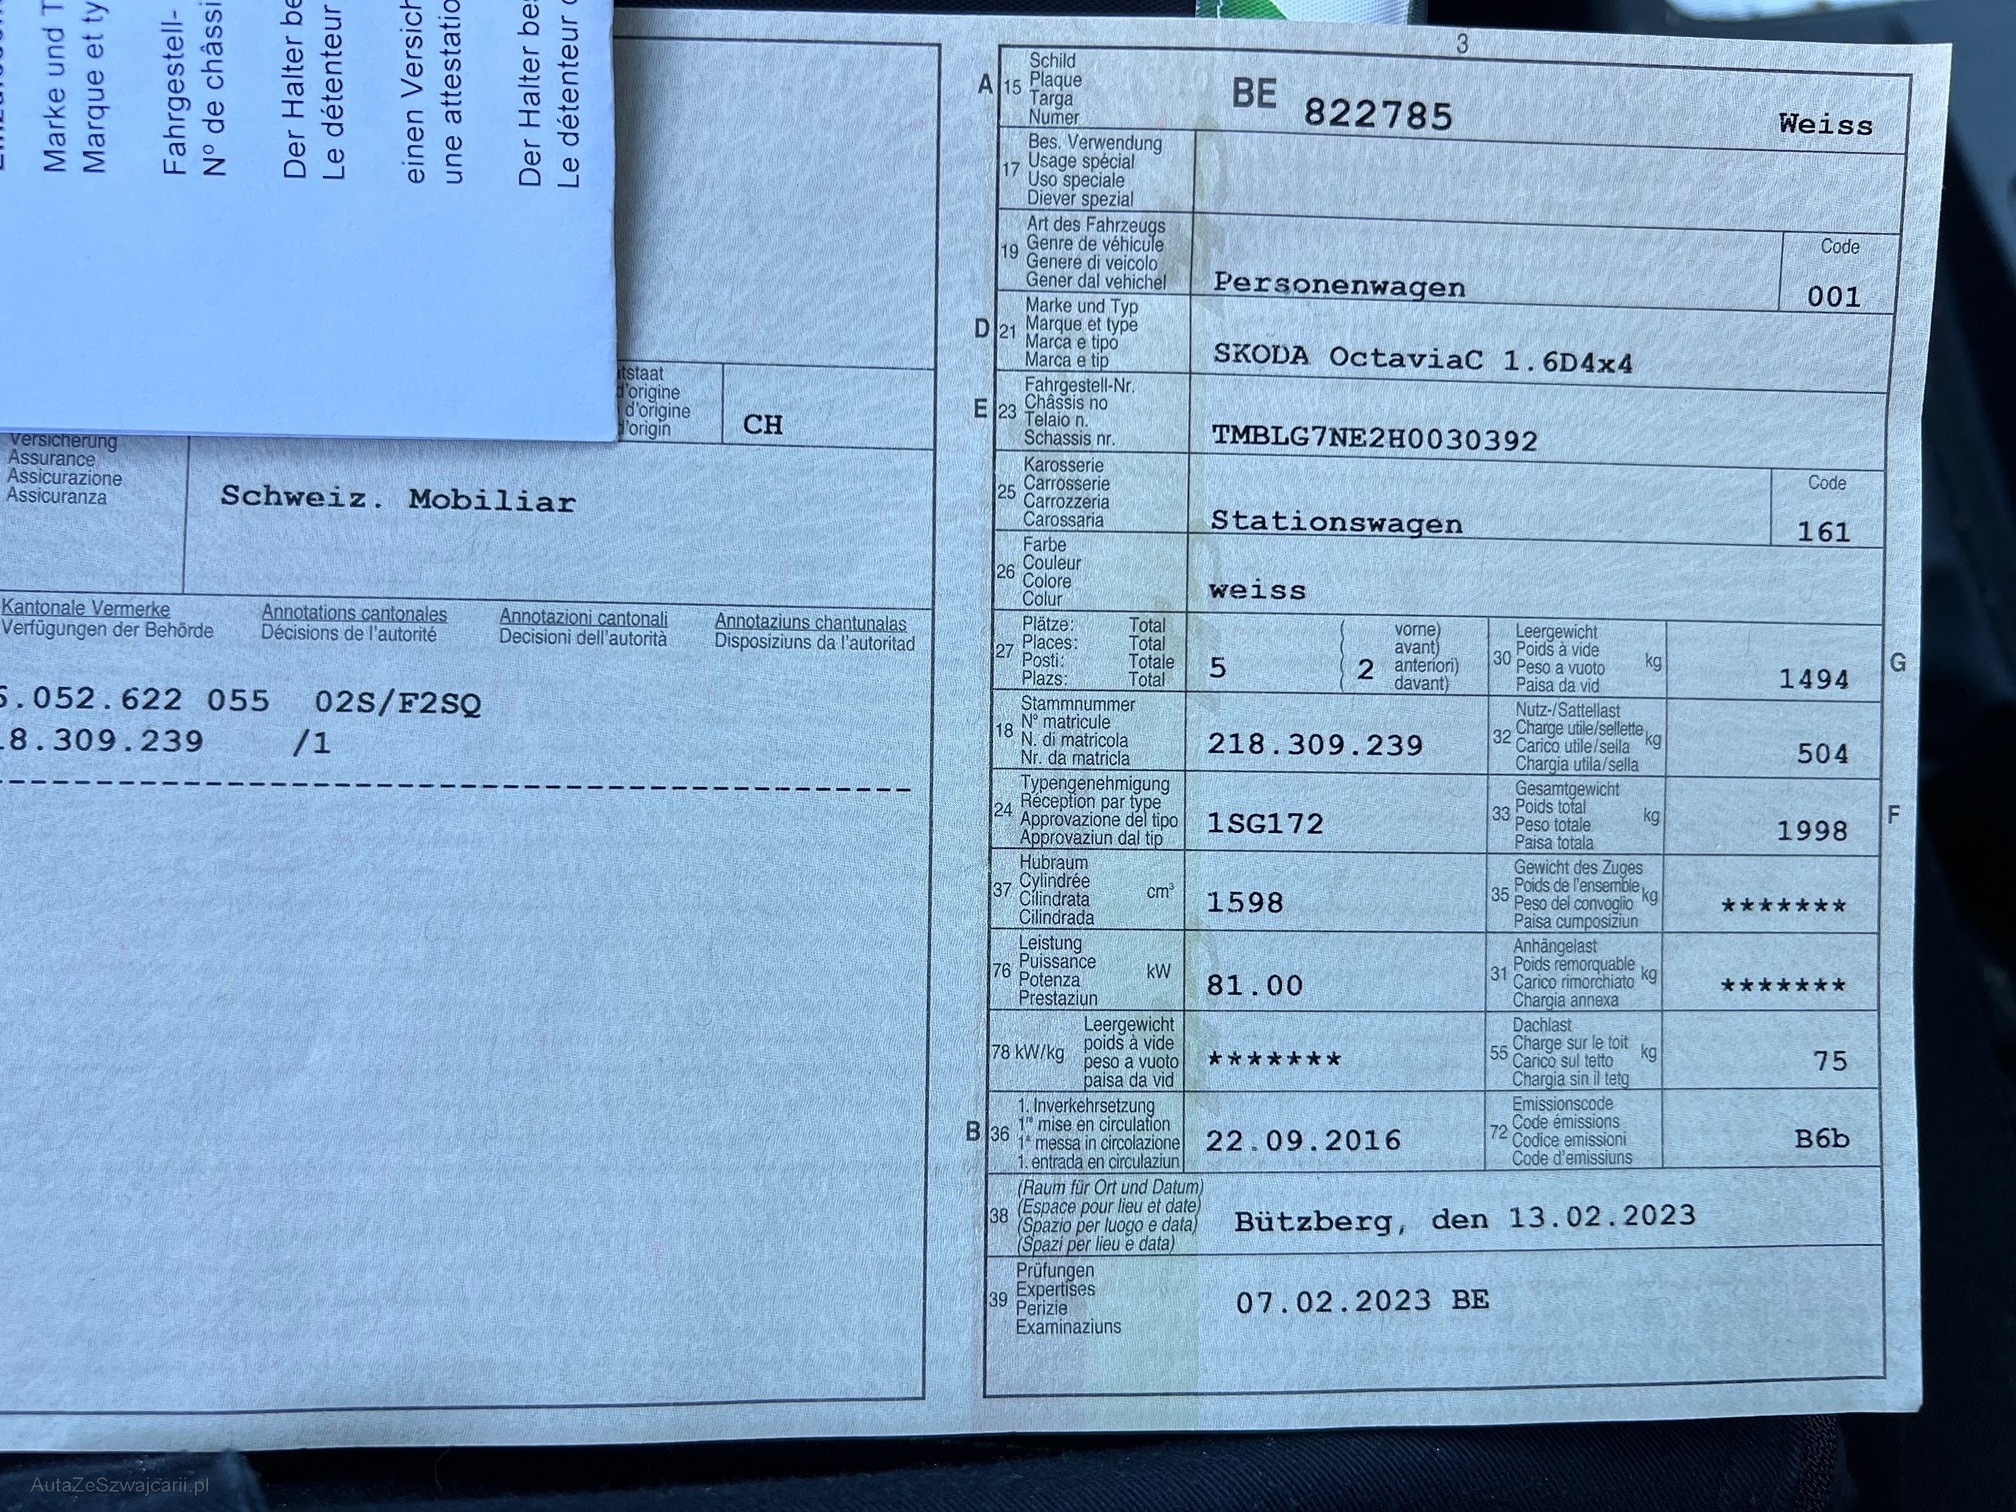 Marke und T
Marque et ty
Fahrgestell-
N° de châssi
Der Halter be
Le détenteur
einen Versich
une attestatio
Der Halter bes
Le détenteur
tstaat
d'origine
d'origine
d'origin
CH
Versicherung
Assurance
Assicurazione
Assicuranza
Schweiz. Mobiliar
Kantonale Vermerke Annotations cantonales Annotazioni cantonali Annotaziuns chantunalas
Verfügungen der Behörde Décisions de l'autorité Decisioni dell'autorità Disposiziuns da l'autoritad
.052.622 055 02S/F2SQ
8.309.239 /1
3
A 15 Schild
Plaque
Targa
Numer
BE 822785 Weiss
17 Bes. Verwendung
Usage spécial
Uso speciale
Diever spezial
19 Art des Fahrzeugs
Genre de véhicule
Genere di veicolo
Gener dal vehichel
Personenwagen
Code
001
D 21 Marke und Typ
Marque et type
Marca e tipo
Marca e tip
SKODA OctaviaC 1.6D4x4
E 23 Fahrgestell-Nr.
Châssis no
Telaio n.
Schassis nr.
TMBLG7NE2H0030392
25 Karosserie
Carrosserie
Carrozzeria
Carossaria
Stationswagen
Code
161
26 Farbe
Couleur
Colore
Colur
weiss
27 Plätze: Total
Places: Total
Posti: Totale
Plazs: Total
5
2
vorne)
avant)
anteriori)
davant)
30 Leergewicht
Poids à vide
Peso a vuoto
Paisa da vid
kg
1494
G
18 Stammnummer
N° matricule
N. di matricola
Nr. da matricla
218.309.239
32 Nutz-/Sattellast
Charge utile/sellette
Carico utile/sella
Chargia utila/sella
kg
504
24 Typengenehmigung
Réception par type
Approvazione del tipo
Approvaziun dal tip
1SG172
33 Gesamtgewicht
Poids total
Peso totale
Paisa totala
kg
1998
F
37 Hubraum
Cylindrée
Cilindrata
Cilindrada
cm³
1598
35 Gewicht des Zuges
Poids de l'ensemble
Peso del convoglio
Paisa cumposiziun
kg
*******
76 Leistung
Puissance
Potenza
Prestaziun
kW
81.00
31 Anhängelast
Poids remorquable
Carico rimorchiato
Chargia annexa
kg
*******
78 kW/kg
Leergewicht
poids à vide
peso a vuoto
paisa da vid
*******
55 Dachlast
Charge sur le toit
Carico sul tetto
Chargia sin il tetg
kg
75
B 36 1. Inverkehrsetzung
1re mise en circulation
1a messa in circolazione
1. entrada en circulaziun
22.09.2016
72 Emissionscode
Code émissions
Codice emissioni
Code d'emissiuns
B6b
38 (Raum für Ort und Datum)
(Espace pour lieu et date)
(Spazio per luogo e data)
(Spazi per lieu e data)
Bützberg, den 13.02.2023
39 Prüfungen
Expertises
Perizie
Examinaziuns
07.02.2023 BE
AutaZeSzwajcarii.pl